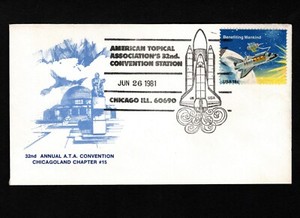 AMERICAN TOPICAL
ASSOCIATION'S 32nd.
CONVENTION STATION
JUN 26 1981
CHICAGO ILL. 60690
Benefiting Mankind
USA 18c
32nd ANNUAL A.T.A. CONVENTION
CHICAGOLAND CHAPTER #15